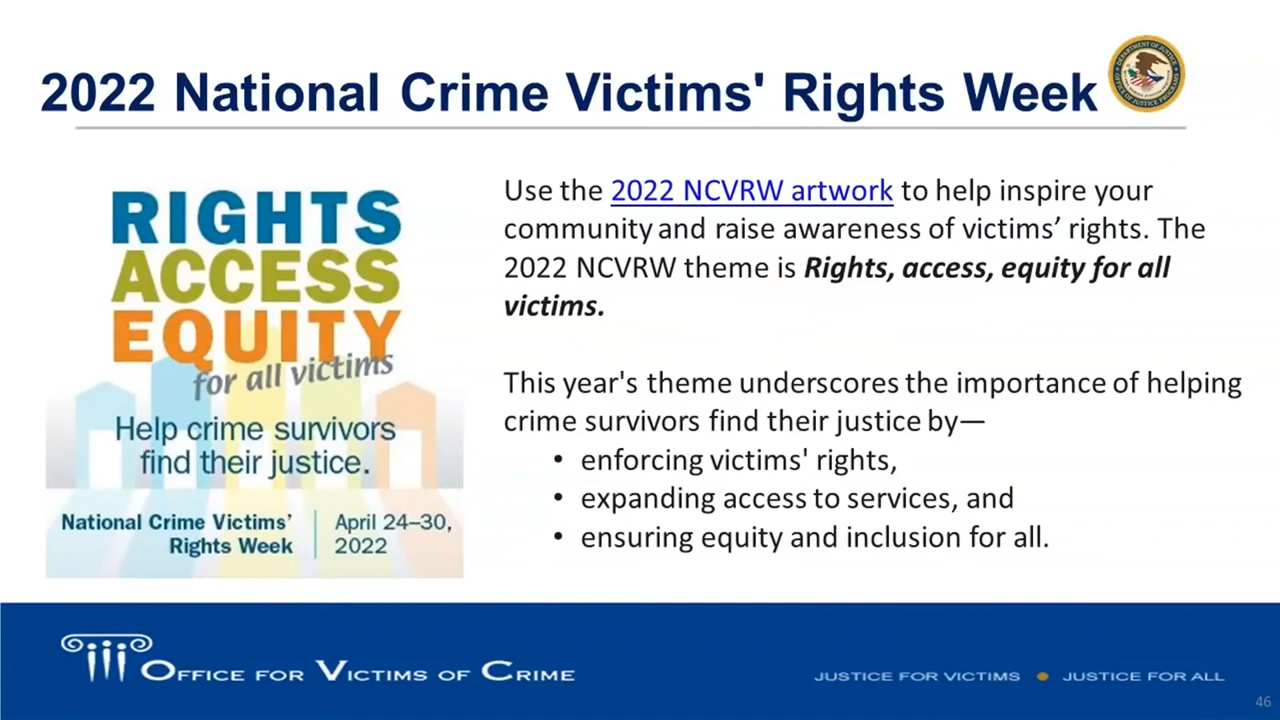 2022 National Crime Victims' Rights Week
RIGHTS
ACCESS
EQUITY
for all victims
Help crime survivors
find their justice.
National Crime Victims’
Rights Week
April 24–30,
2022
Use the 2022 NCVRW artwork to help inspire your
community and raise awareness of victims’ rights. The
2022 NCVRW theme is Rights, access, equity for all
victims.
This year's theme underscores the importance of helping
crime survivors find their justice by—
• enforcing victims' rights,
• expanding access to services, and
• ensuring equity and inclusion for all.
OFFICE FOR VICTIMS OF CRIME
JUSTICE FOR VICTIMS • JUSTICE FOR ALL
46